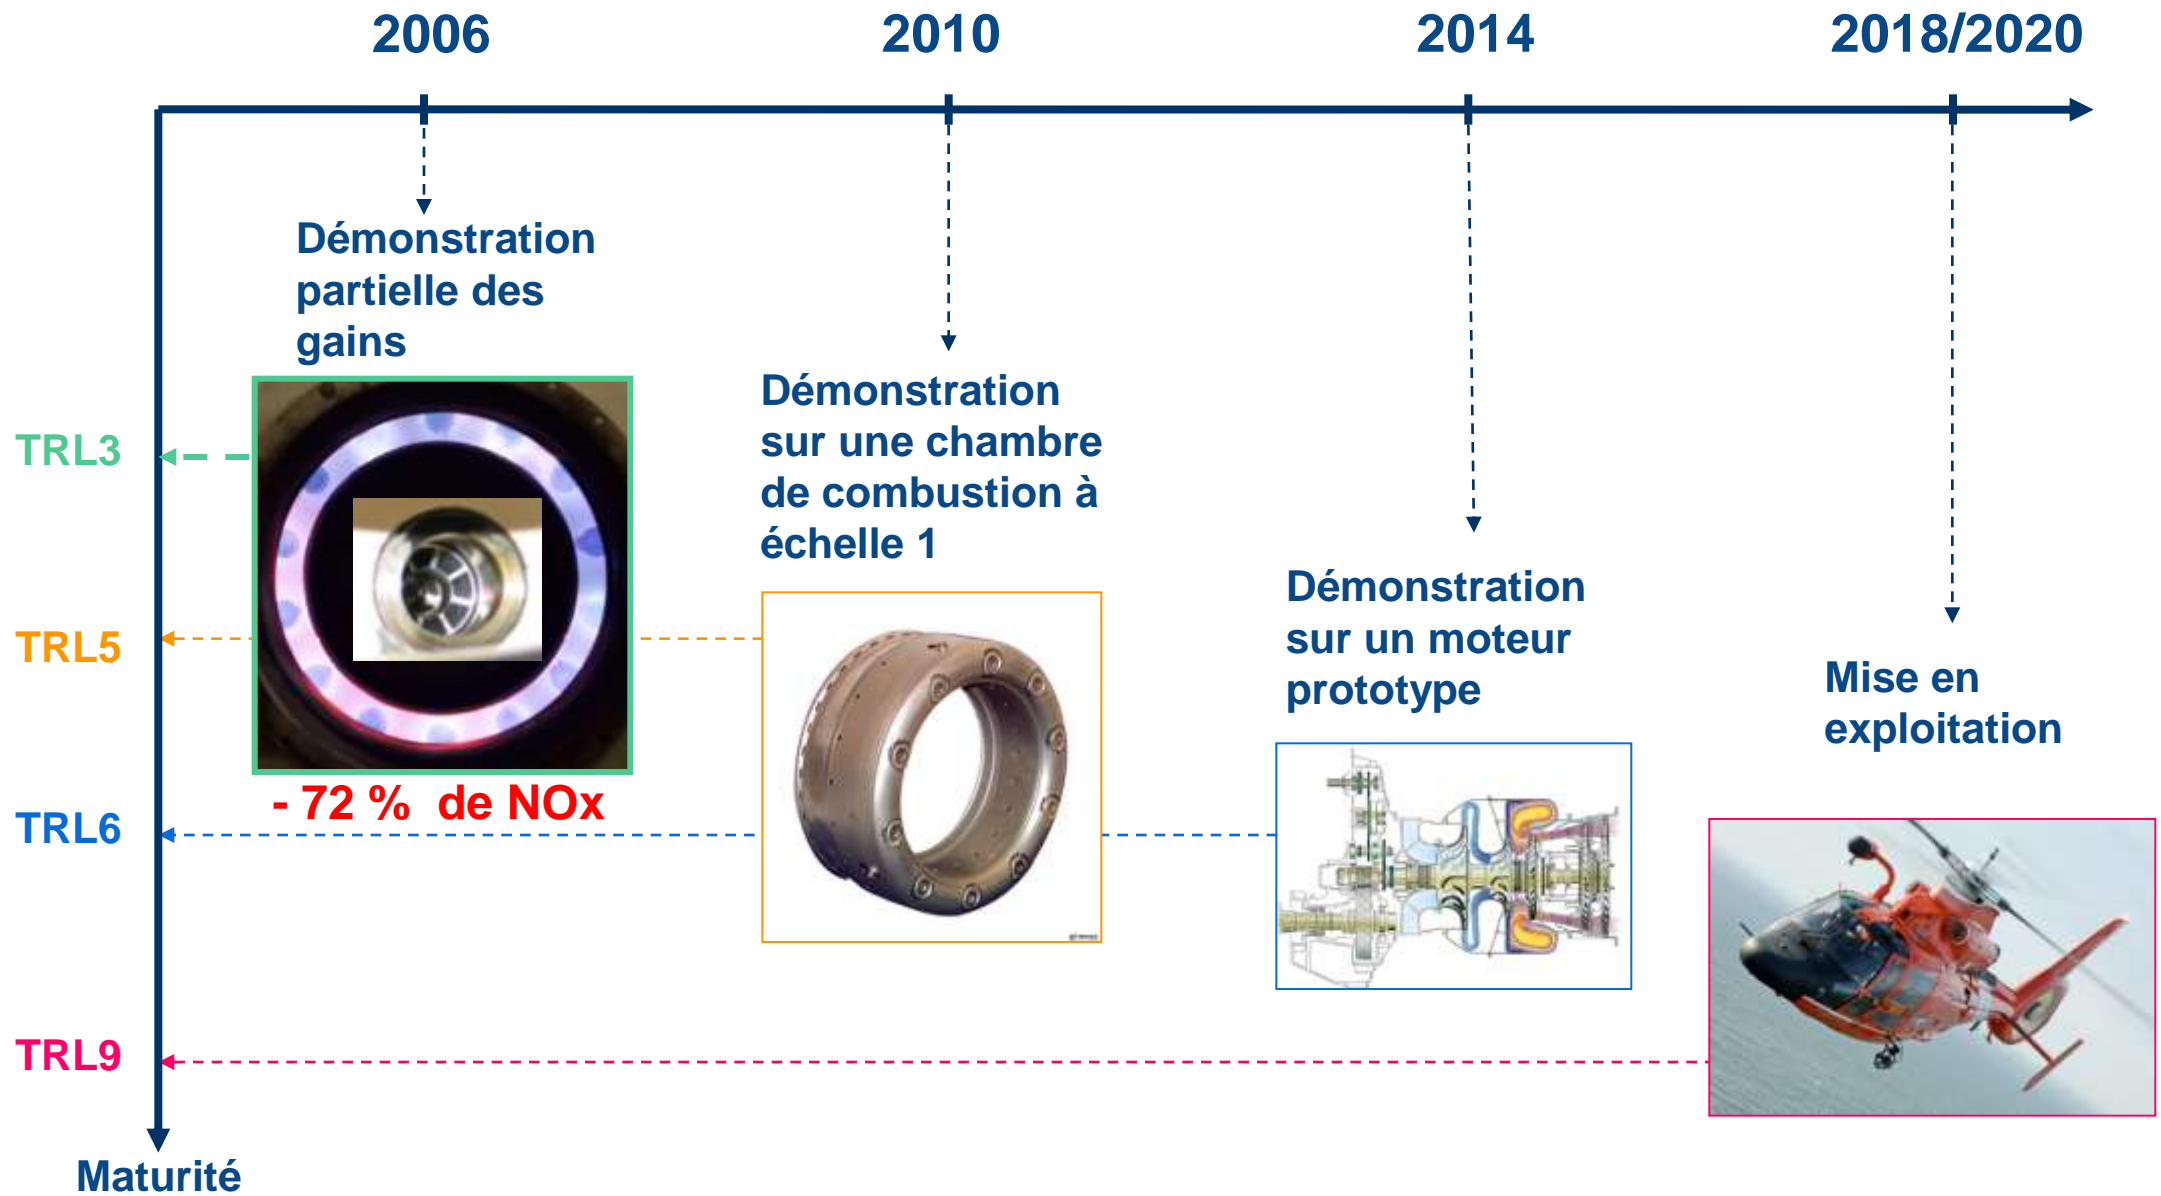 2006
2010
2014
2018/2020
Démonstration
partielle des
gains
Démonstration
sur une chambre
de combustion à
échelle 1
Démonstration
sur un moteur
prototype
Mise en
exploitation
TRL3
TRL5
TRL6
TRL9
- 72 % de NOx
Maturité